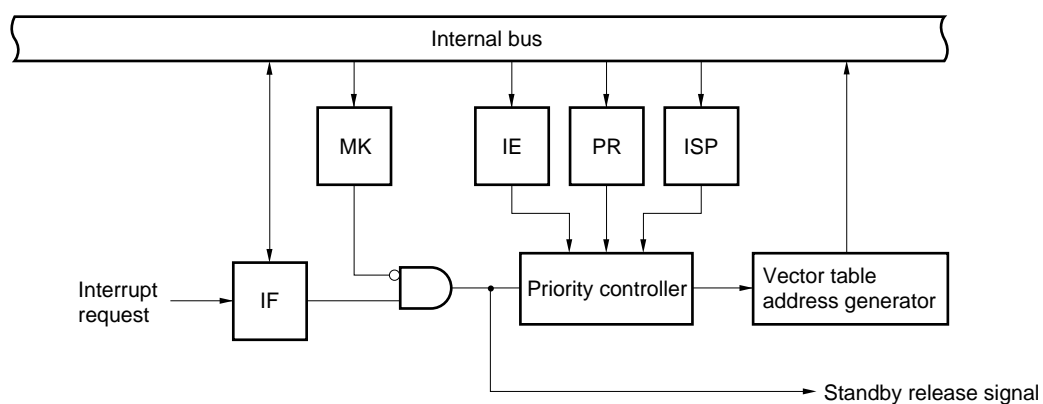 Internal bus
MK
IE
PR
ISP
Interrupt
request
IF
Priority controller
Vector table
address generator
Standby release signal